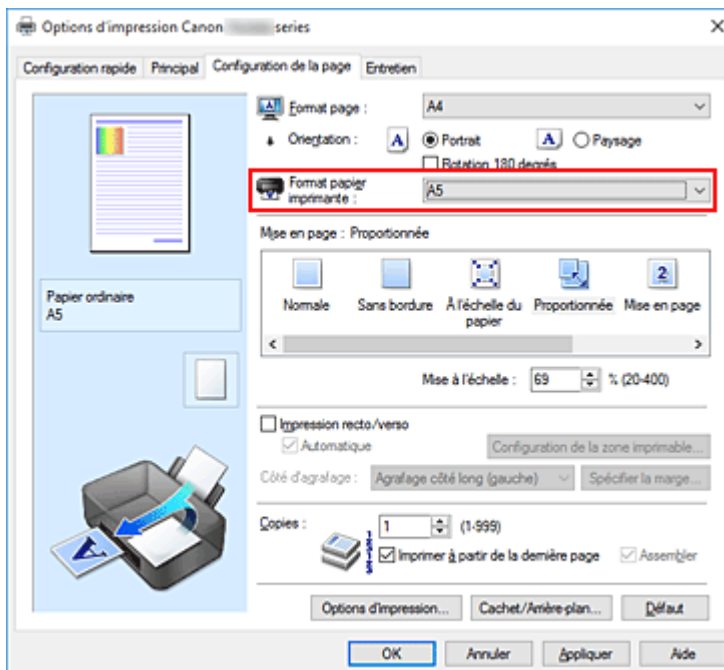 Options d'impression Canon series
Configuration rapide Principal Configuration de la page Entretien
Format page : A4
Orientation : A Portrait A Paysage
Rotation 180 degrés
Format papier
imprimante : A5
Mise en page : Proportionnée
Normale Sans bordure À l'échelle du papier Proportionnée 2 Mise en page
Papier ordinaire
A5
Mise à l'échelle : 69 % (20-400)
Impression recto/verso
Automatique Configuration de la zone imprimable...
Côté d'agrafage : Agrafage côté long (gauche) Spécifier la marge...
Copies : 1 (1-999)
Imprimer à partir de la dernière page Assembler
Options d'impression... Cachet/Arrière-plan... Défaut
OK Annuler Appliquer Aide